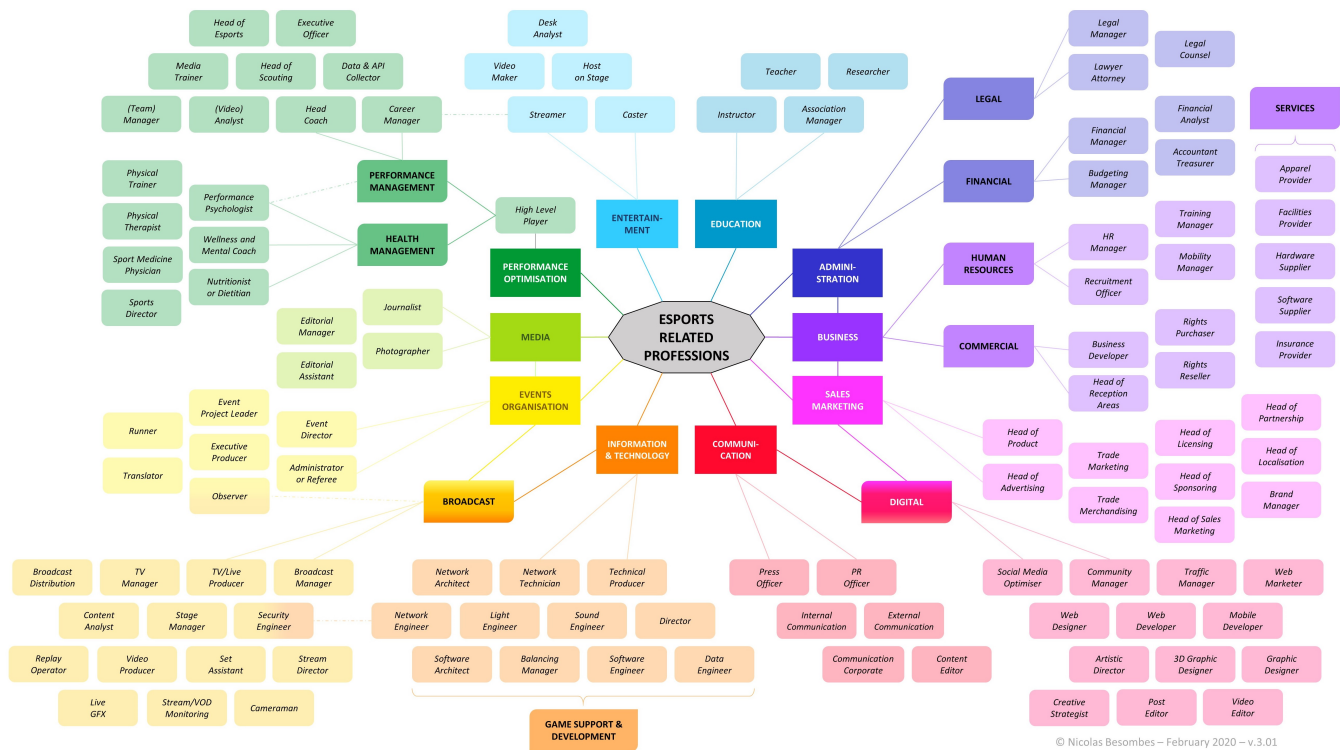 Head of
Esports
Executive
Officer
Media
Trainer
Head of
Scouting
Data & API
Collector
(Team)
Manager
(Video)
Analyst
Head
Coach
Career
Manager
PERFORMANCE
MANAGEMENT
Physical
Trainer
Performance
Psychologist
Physical
Therapist
Wellness and
Mental Coach
Sport Medicine
Physician
Nutritionist
or Dietitian
Sports
Director
HEALTH
MANAGEMENT
High Level
Player
PERFORMANCE
OPTIMISATION
Desk
Analyst
Video
Maker
Host
on Stage
Streamer
Caster
ENTERTAIN-
MENT
Teacher
Researcher
Instructor
Association
Manager
EDUCATION
LEGAL
Legal
Manager
Legal
Counsel
Lawyer
Attorney
FINANCIAL
Financial
Manager
Financial
Analyst
Budgeting
Manager
Accountant
Treasurer
ADMINI-
STRATION
SERVICES
Apparel
Provider
Facilities
Provider
Hardware
Supplier
Software
Supplier
Insurance
Provider
HUMAN
RESOURCES
HR
Manager
Training
Manager
Recruitment
Officer
Mobility
Manager
COMMERCIAL
Business
Developer
Rights
Purchaser
Head of
Reception
Areas
Rights
Reseller
BUSINESS
ESPORTS
RELATED
PROFESSIONS
MEDIA
Journalist
Editorial
Manager
Photographer
Editorial
Assistant
EVENTS
ORGANISATION
Event
Project Leader
Runner
Event
Director
Executive
Producer
Translator
Administrator
or Referee
Observer
BROADCAST
INFORMATION
& TECHNOLOGY
COMMUNI-
CATION
SALES
MARKETING
DIGITAL
Head of
Product
Head of
Advertising
Trade
Marketing
Trade
Merchandising
Head of
Licensing
Head of
Sponsoring
Head of Sales
Marketing
Head of
Partnership
Head of
Localisation
Brand
Manager
Broadcast
Distribution
TV
Manager
TV/Live
Producer
Broadcast
Manager
Content
Analyst
Stage
Manager
Security
Engineer
Replay
Operator
Video
Producer
Set
Assistant
Stream
Director
Live
GFX
Stream/VOD
Monitoring
Cameraman
Network
Architect
Network
Technician
Technical
Producer
Network
Engineer
Light
Engineer
Sound
Engineer
Director
Software
Architect
Balancing
Manager
Software
Engineer
Data
Engineer
GAME SUPPORT &
DEVELOPMENT
Press
Officer
PR
Officer
Internal
Communication
External
Communication
Communication
Corporate
Content
Editor
Social Media
Optimiser
Community
Manager
Traffic
Manager
Web
Marketer
Web
Designer
Web
Developer
Mobile
Developer
Artistic
Director
3D Graphic
Designer
Graphic
Designer
Creative
Strategist
Post
Editor
Video
Editor
© Nicolas Besombes – February 2020 – v.3.01